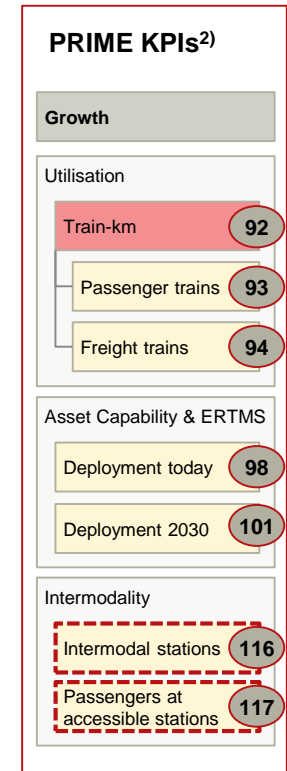 PRIME KPIs2)
Growth
Utilisation
Train-km 92
Passenger trains 93
Freight trains 94
Asset Capability & ERTMS
Deployment today 98
Deployment 2030 101
Intermodality
Intermodal stations 116
Passengers at
accessible stations 117